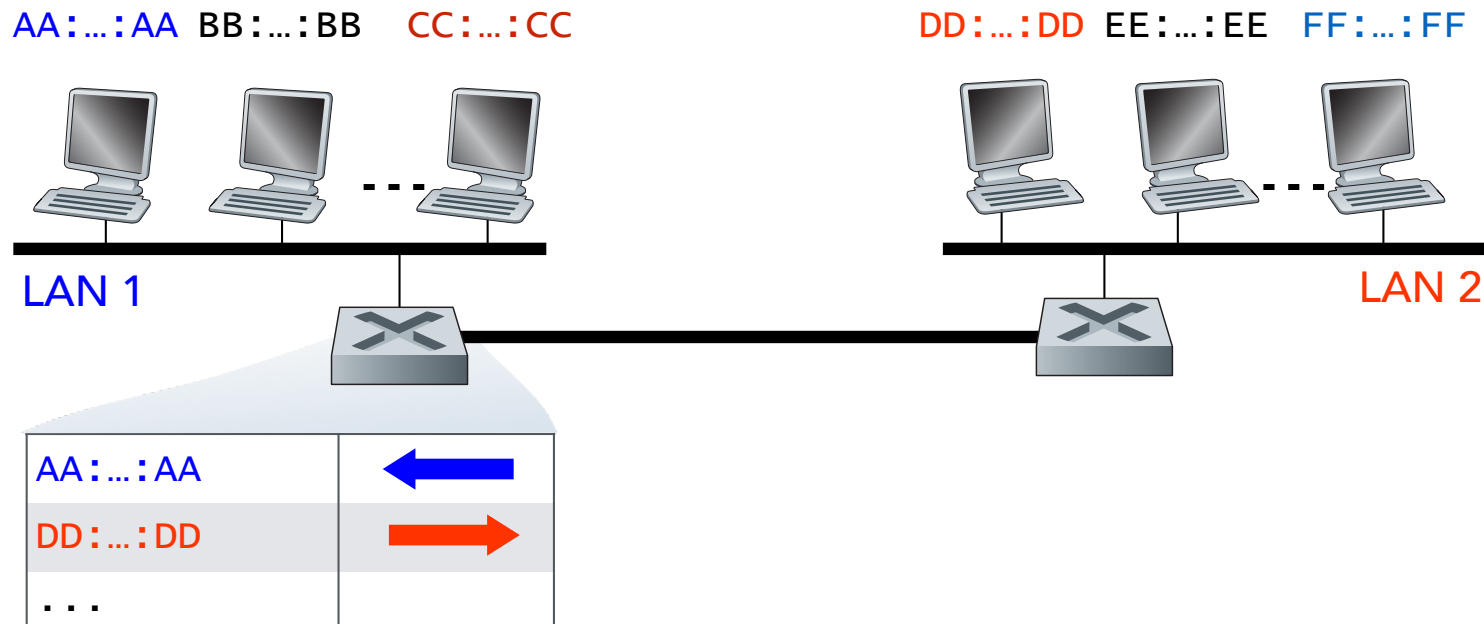 AA:…:AA BB:…:BB CC:…:CC DD:…:DD EE:…:EE FF:…:FF
LAN 1 LAN 2
AA:…:AA
DD:…:DD
...